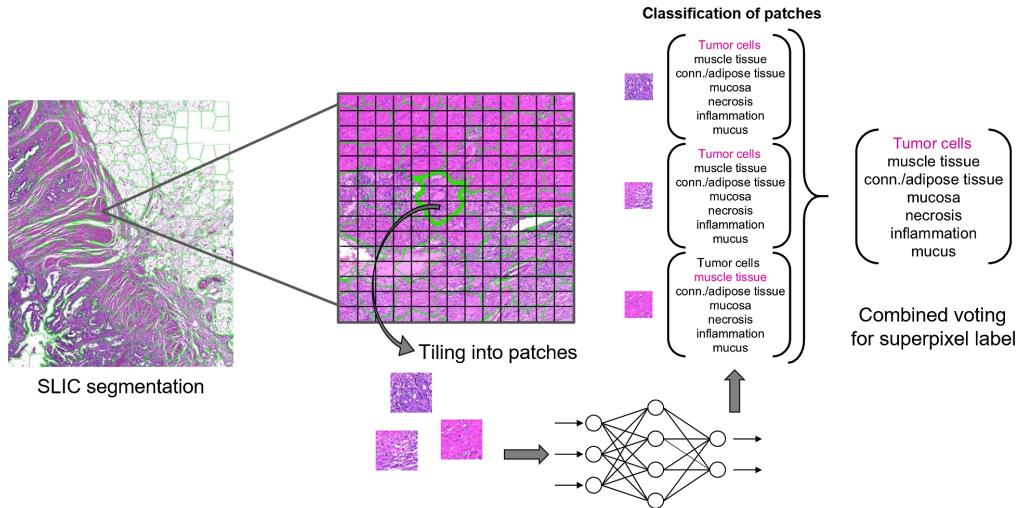 Classification of patches
Tumor cells
muscle tissue
conn./adipose tissue
mucosa
necrosis
inflammation
mucus
Tumor cells
muscle tissue
conn./adipose tissue
mucosa
necrosis
inflammation
mucus
Tumor cells
muscle tissue
conn./adipose tissue
mucosa
necrosis
inflammation
mucus
Tumor cells
muscle tissue
conn./adipose tissue
mucosa
necrosis
inflammation
mucus
Combined voting
for superpixel label
Tiling into patches
SLIC segmentation